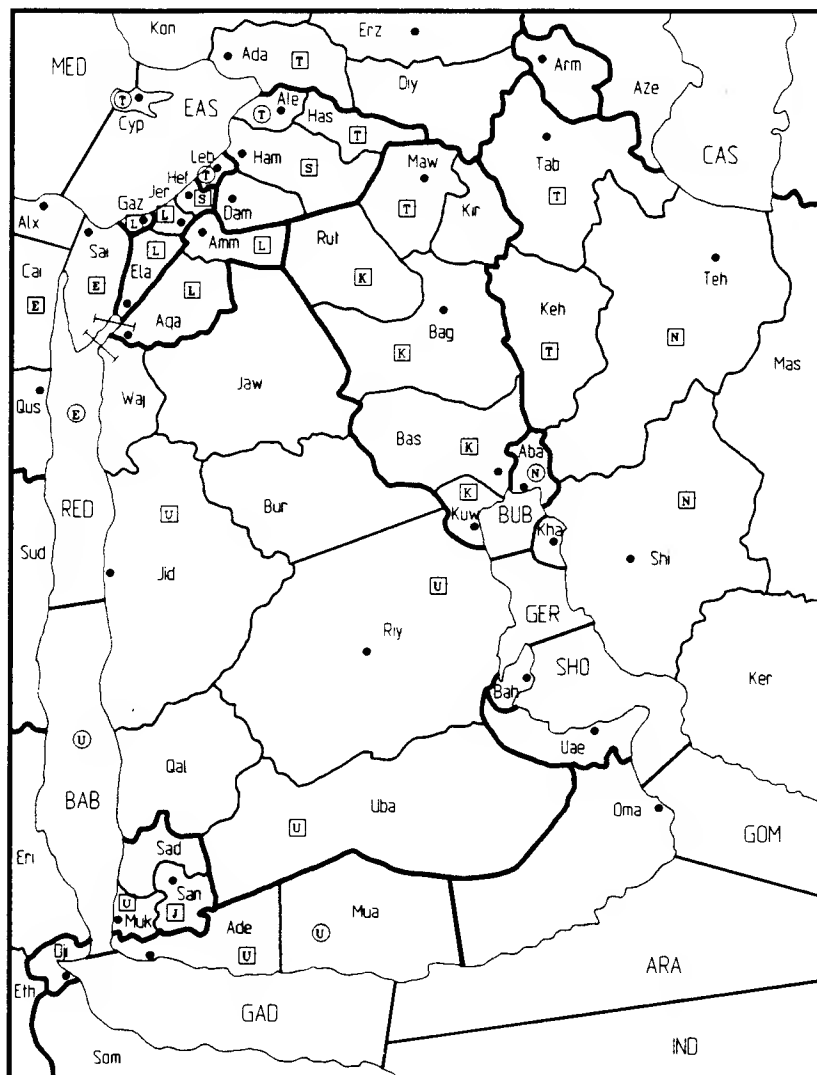 Kon
Erz
MED
Ada
T
Arm
Diy
Aze
T
Cyp
EAS
Ale
T
Has
T
CAS
Leb
Ham
Maw
Tab
Hef
T
S
T
Jer
S
T
Gaz
L
L
Dam
Kir
Alx
Sai
L
Amm
L
Rut
Teh
Cai
E
Ela
K
E
L
Keh
Aqa
Bag
N
T
K
Mas
Jaw
Waj
Qus
E
Bas
K
Aba
N
K
N
RED
U
Bur
Kuw
BUB
Kha
Sud
Jid
Shi
U
GER
Riy
SHO
Bah
Ker
U
Uae
Qal
BAB
Uba
Oma
U
GOM
Eri
Sad
San
U
J
Muk
Ade
Mua
U
U
Dji
ARA
Eth
GAD
IND
Som